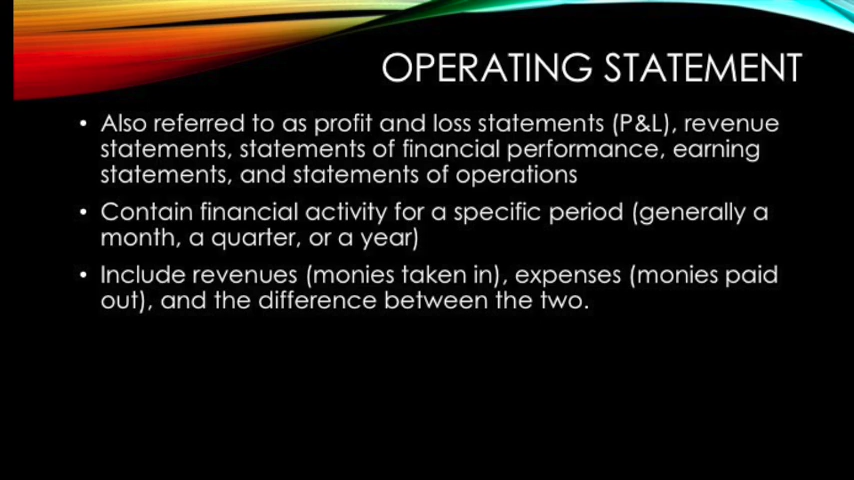 OPERATING STATEMENT
• Also referred to as profit and loss statements (P&L), revenue
statements, statements of financial performance, earning
statements, and statements of operations
• Contain financial activity for a specific period (generally a
month, a quarter, or a year)
• Include revenues (monies taken in), expenses (monies paid
out), and the difference between the two.